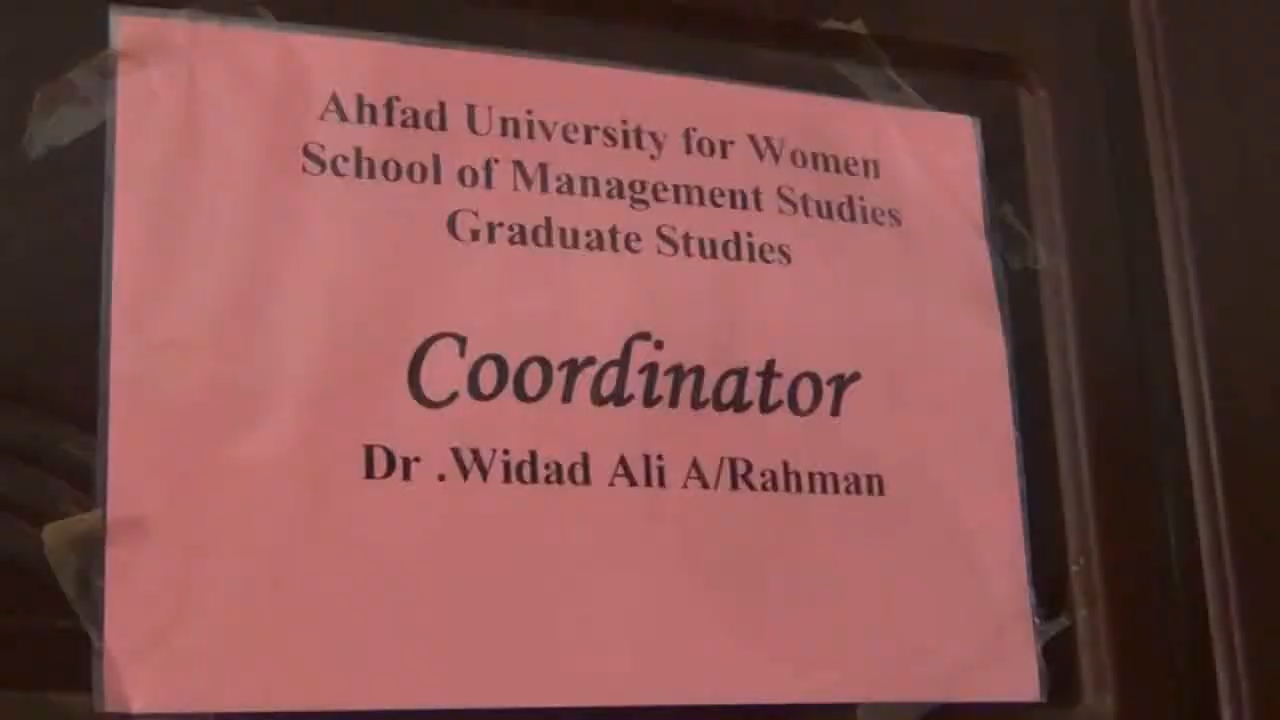 Ahfad University for Women
School of Management Studies
Graduate Studies
Coordinator
Dr .Widad Ali A/Rahman